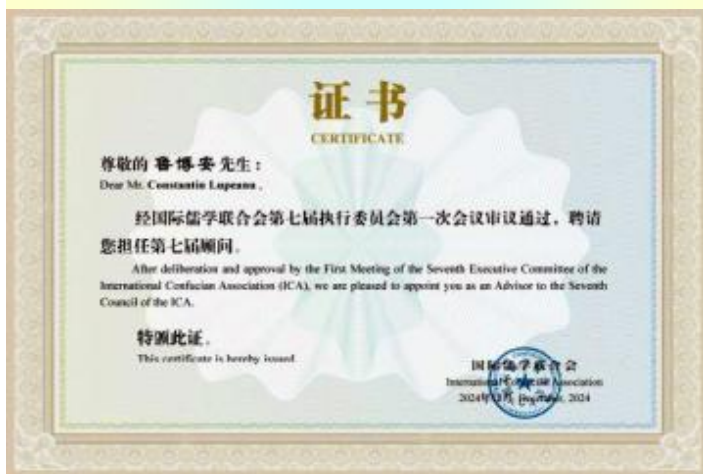 证书
CERTIFICATE
尊敬的 鲁博安 先生：
Dear Mr. Constantin Lupeanu ,
经国际儒学联合会第七届执行委员会第一次会议审议通过，聘请
您担任第七届顾问。
After deliberation and approval by the First Meeting of the Seventh Executive Committee of the
International Confucian Association (ICA), we are pleased to appoint you as an Advisor to the Seventh
Council of the ICA.
特颁此证。
This certificate is hereby issued.
国际儒学联合会
International Confucian Association
2024年 , 2024